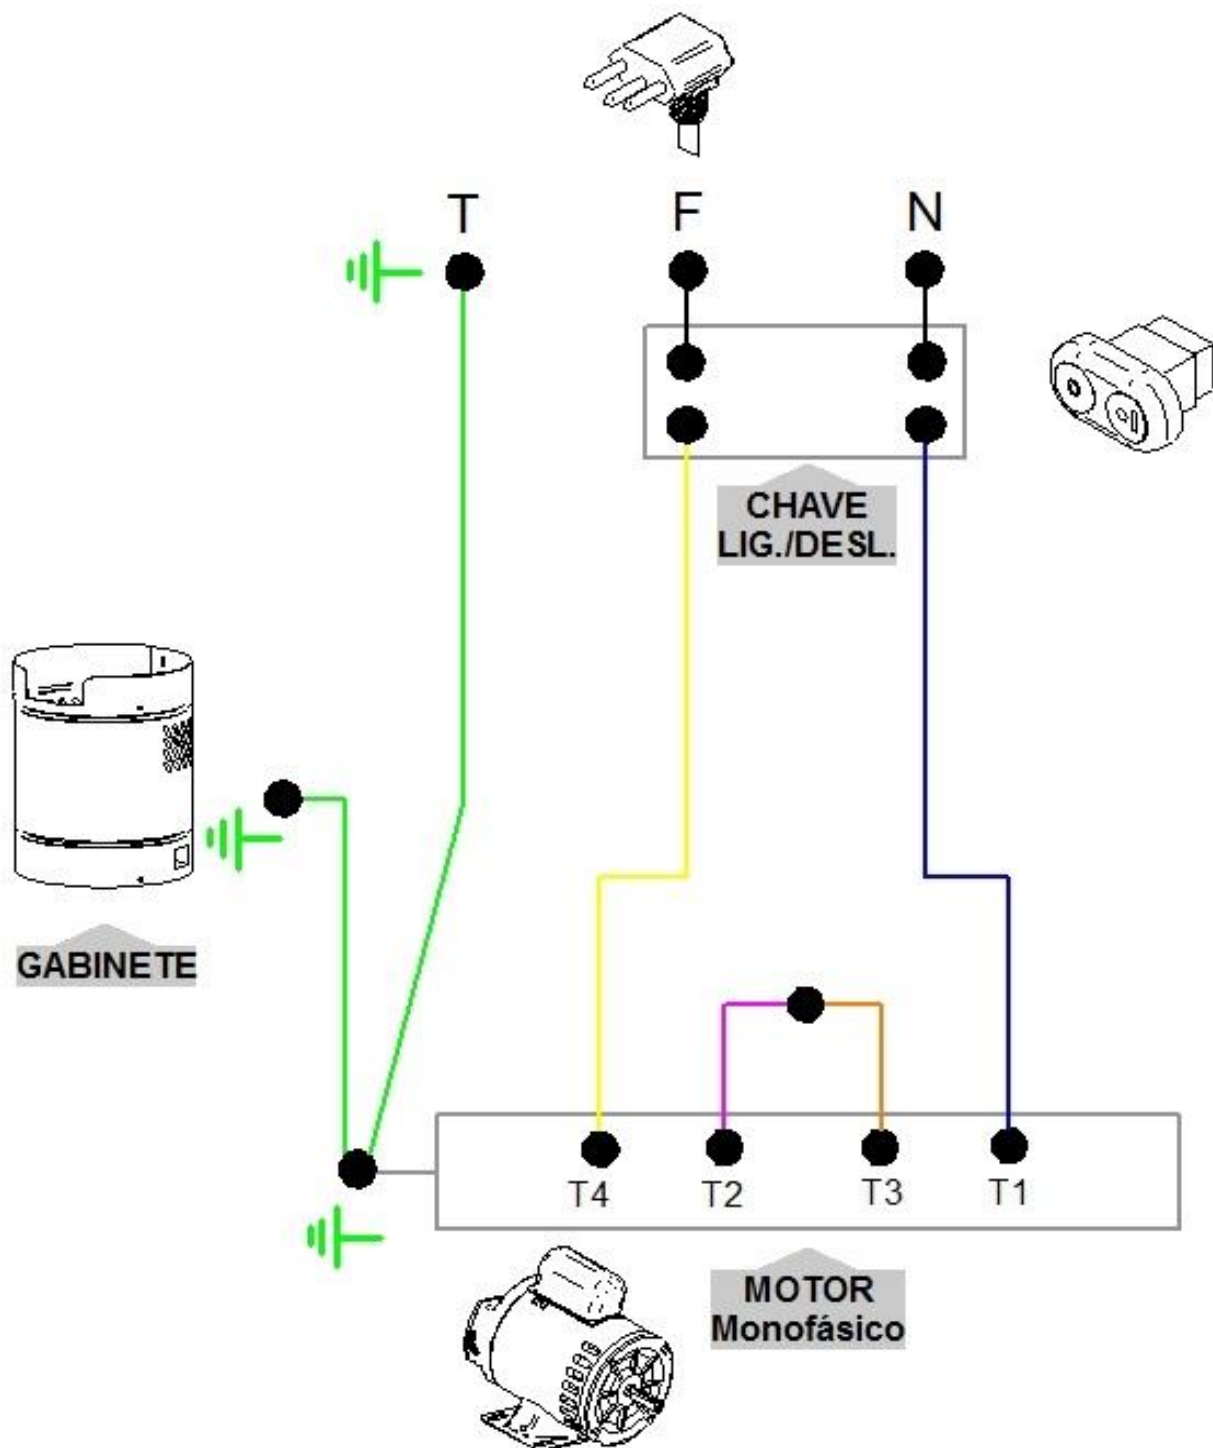 T
F
N
CHAVE
LIG./DESL.
GABINETE
T4
T2
T3
T1
MOTOR
Monofásico